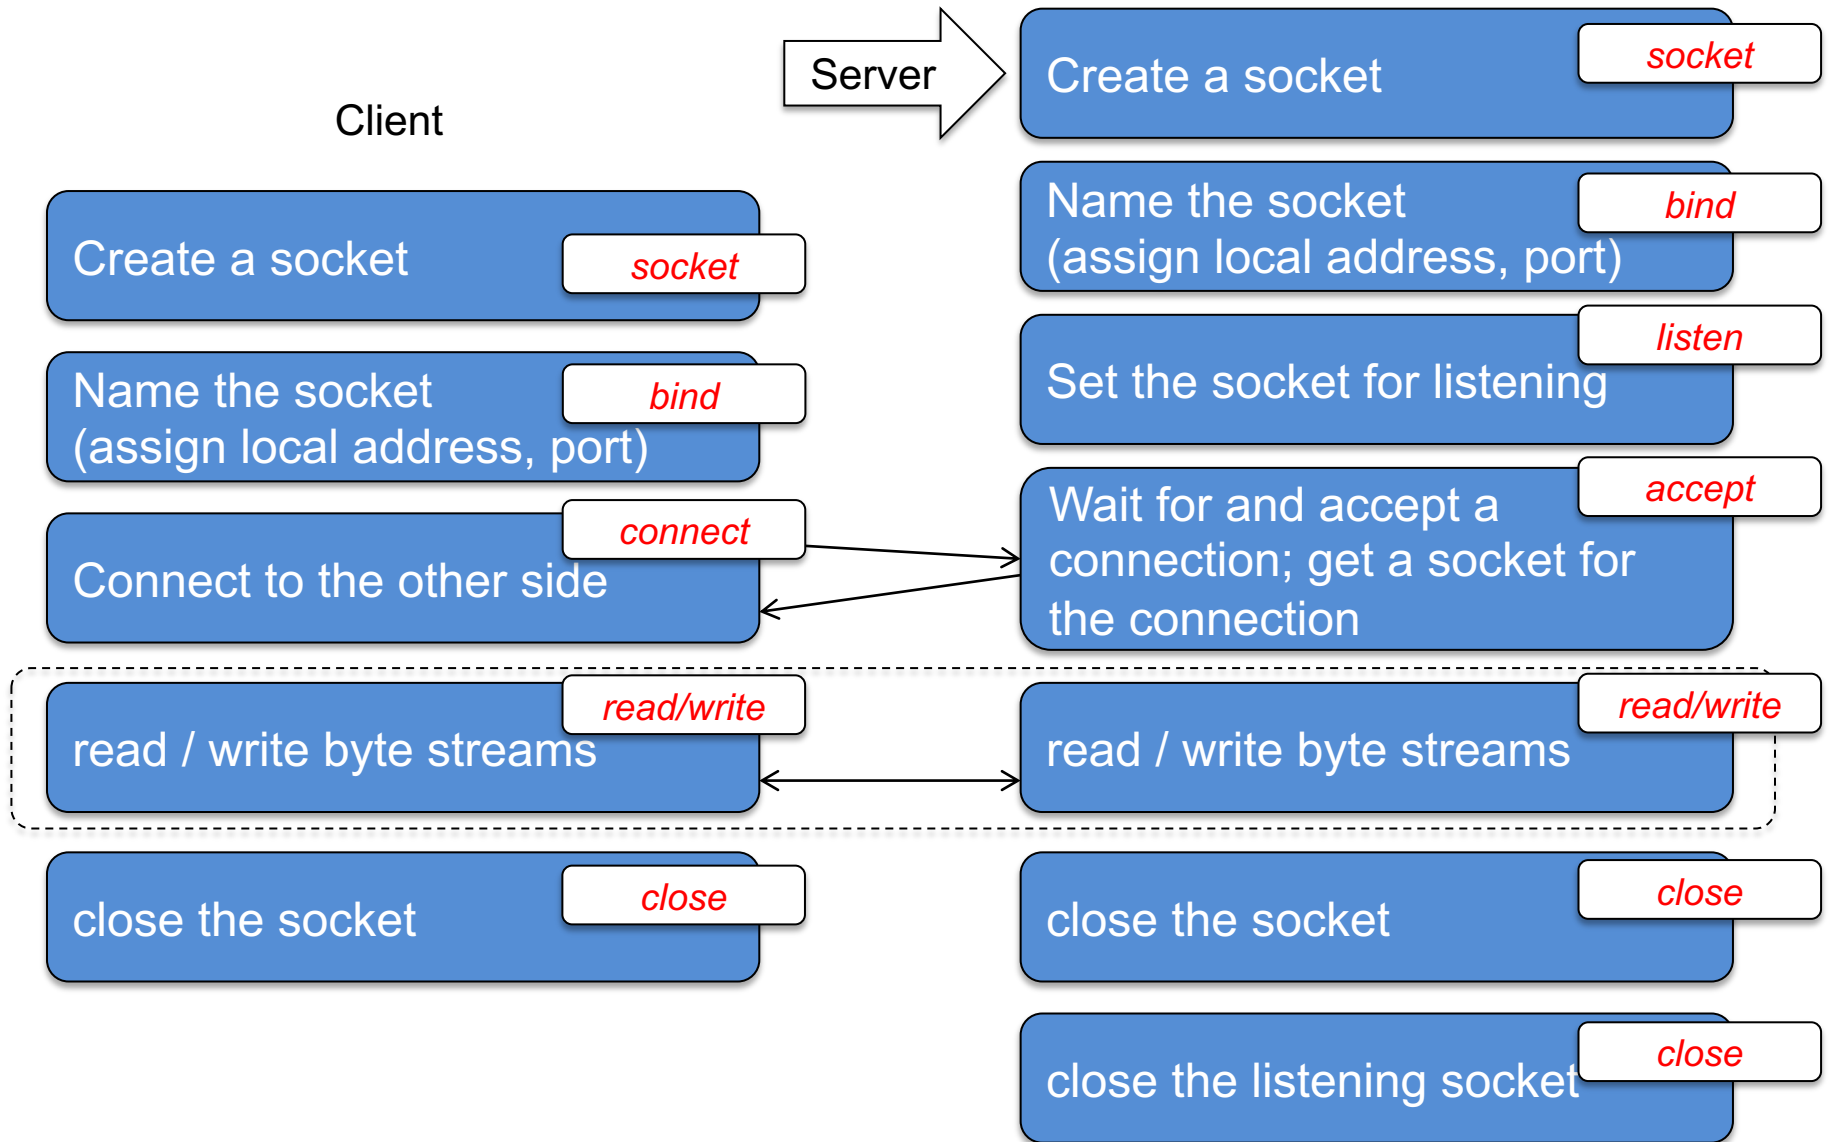 Client
Create a socket
socket
Name the socket
(assign local address, port)
bind
connect
Connect to the other side
read/write
read / write byte streams
close the socket
close
Server
Create a socket
socket
Name the socket
(assign local address, port)
bind
listen
Set the socket for listening
accept
Wait for and accept a
connection; get a socket for
the connection
read/write
read / write byte streams
close
close the socket
close
close the listening socket